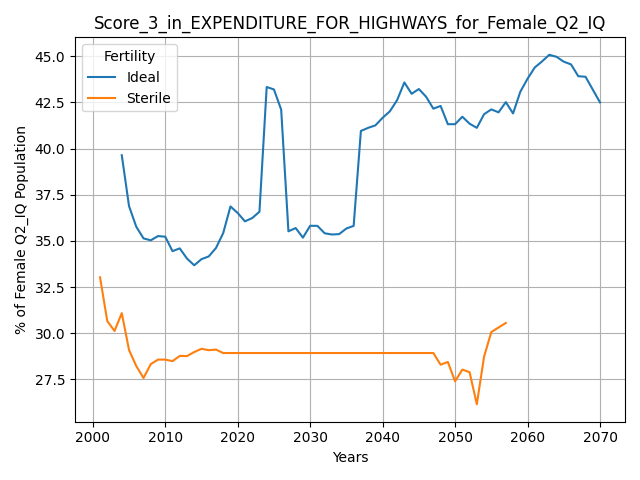 Score_3_in_EXPENDITURE_FOR_HIGHWAYS_for_Female_Q2_IQ
Fertility
Ideal
Sterile
% of Female Q2_IQ Population
45.0
42.5
40.0
37.5
35.0
32.5
30.0
27.5
2000 2010 2020 2030 2040 2050 2060 2070
Years